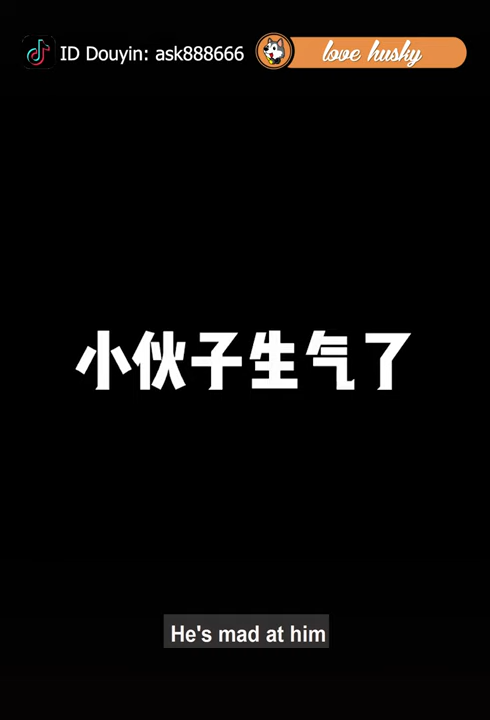 ID Douyin: ask888666
love husky
小伙子生气了
He's mad at him